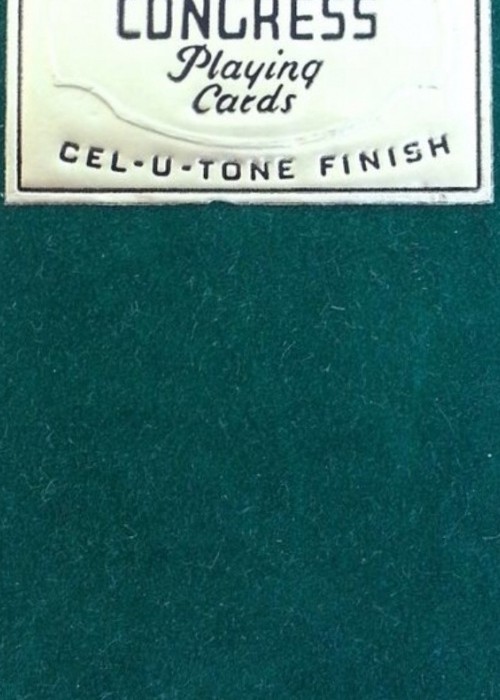 CONGRESS
Playing
Cards
CEL-U-TONE FINISH